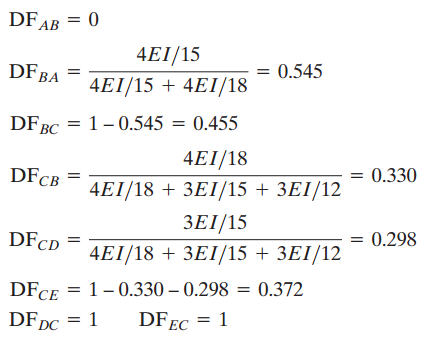 DF_AB = 0
DF_BA = (4EI/15) / (4EI/15 + 4EI/18) = 0.545
DF_BC = 1 – 0.545 = 0.455
DF_CB = (4EI/18) / (4EI/18 + 3EI/15 + 3EI/12) = 0.330
DF_CD = (3EI/15) / (4EI/18 + 3EI/15 + 3EI/12) = 0.298
DF_CE = 1 – 0.330 – 0.298 = 0.372
DF_DC = 1 DF_EC = 1